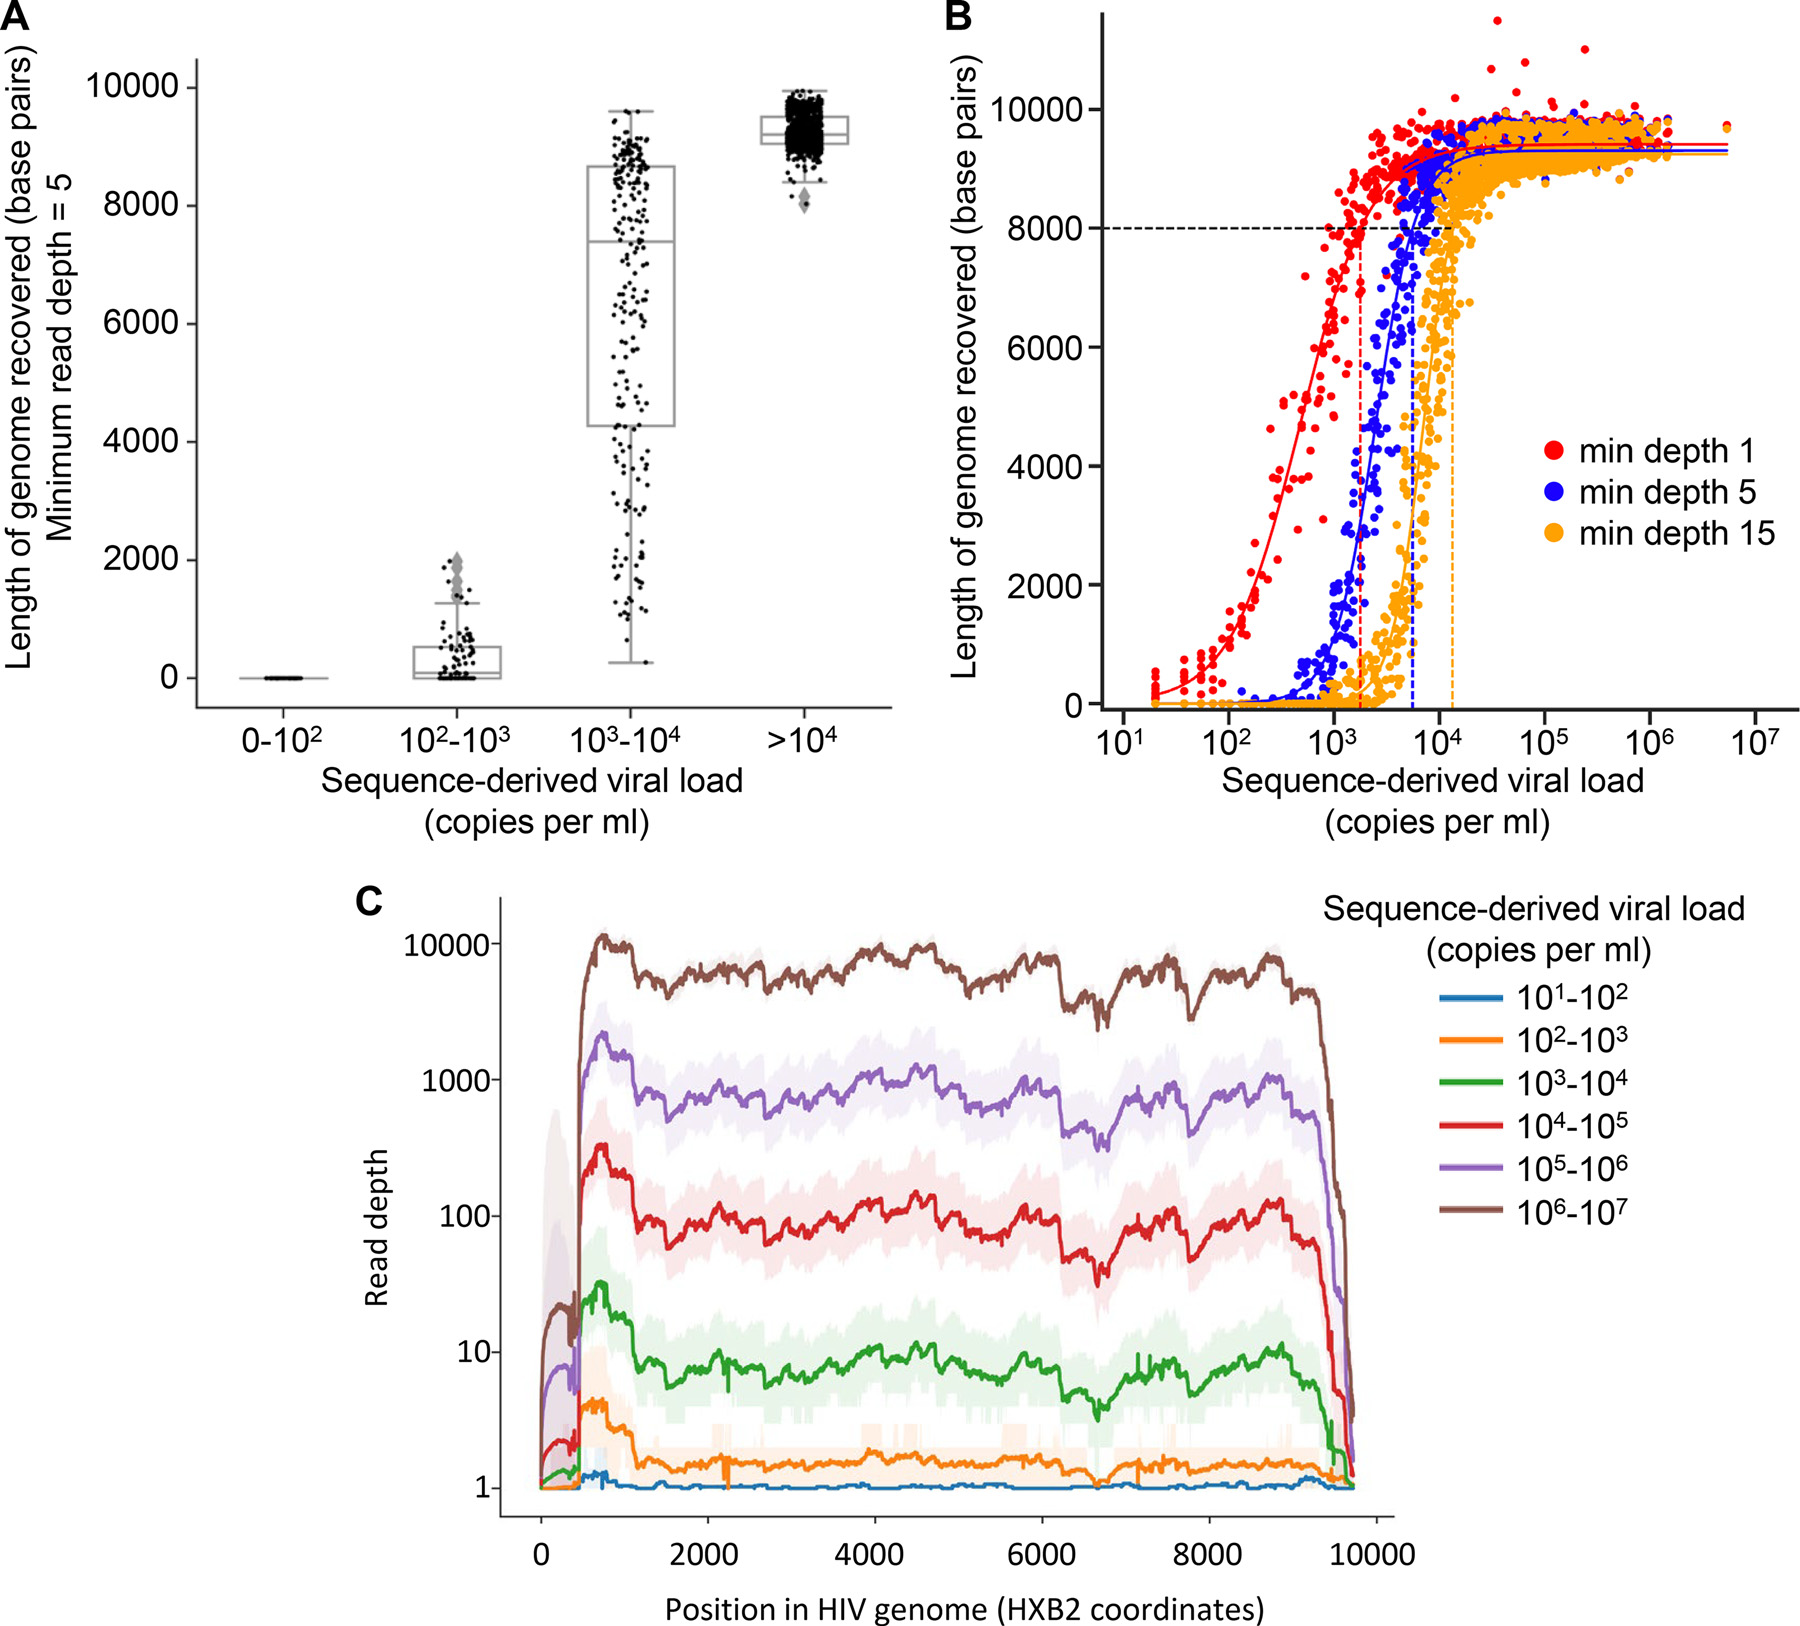 A
Length of genome recovered (base pairs)
Minimum read depth = 5
10000
8000
6000
4000
2000
0
0-10²
10²-10³
10³-10⁴
>10⁴
Sequence-derived viral load
(copies per ml)
B
Length of genome recovered (base pairs)
10000
8000
6000
4000
2000
0
10¹
10²
10³
10⁴
10⁵
10⁶
10⁷
Sequence-derived viral load
(copies per ml)
min depth 1
min depth 5
min depth 15
C
Read depth
10000
1000
100
10
1
0
2000
4000
6000
8000
10000
Position in HIV genome (HXB2 coordinates)
Sequence-derived viral load
(copies per ml)
10¹-10²
10²-10³
10³-10⁴
10⁴-10⁵
10⁵-10⁶
10⁶-10⁷